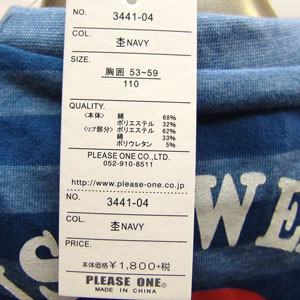 NO.
3441-04
COL.
杢NAVY
SIZE.
胸囲 53~59
110
QUALITY.
〈本体〉 綿 68%
ポリエステル 32%
〈リブ部分〉 ポリエステル 62%
綿 33%
ポリウレタン 5%
PLEASE ONE CO.,LTD.
052-910-8511
http://www.please-one.co.jp
NO.
3441-04
COL.
杢NAVY
PRICE.
本体価格 ¥1,800+税
PLEASE ONE
MADE IN CHINA
WE